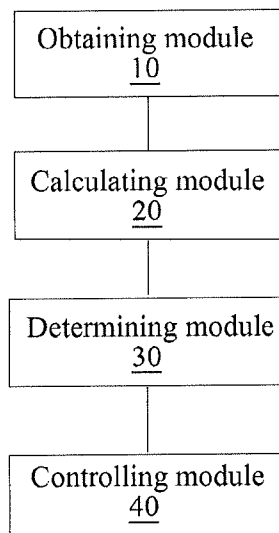 Obtaining module
10
Calculating module
20
Determining module
30
Controlling module
40